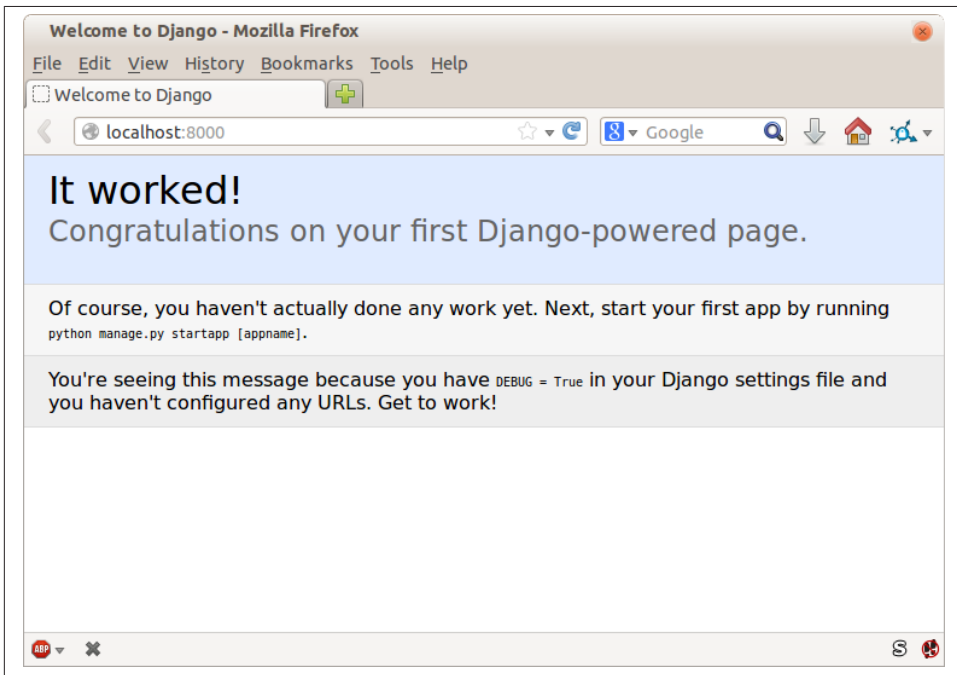 Welcome to Django - Mozilla Firefox
File Edit View History Bookmarks Tools Help
Welcome to Django
localhost:8000
8 Google
It worked!
Congratulations on your first Django-powered page.
Of course, you haven't actually done any work yet. Next, start your first app by running
python manage.py startapp [appname].
You're seeing this message because you have DEBUG = True in your Django settings file and
you haven't configured any URLs. Get to work!
ABP
S